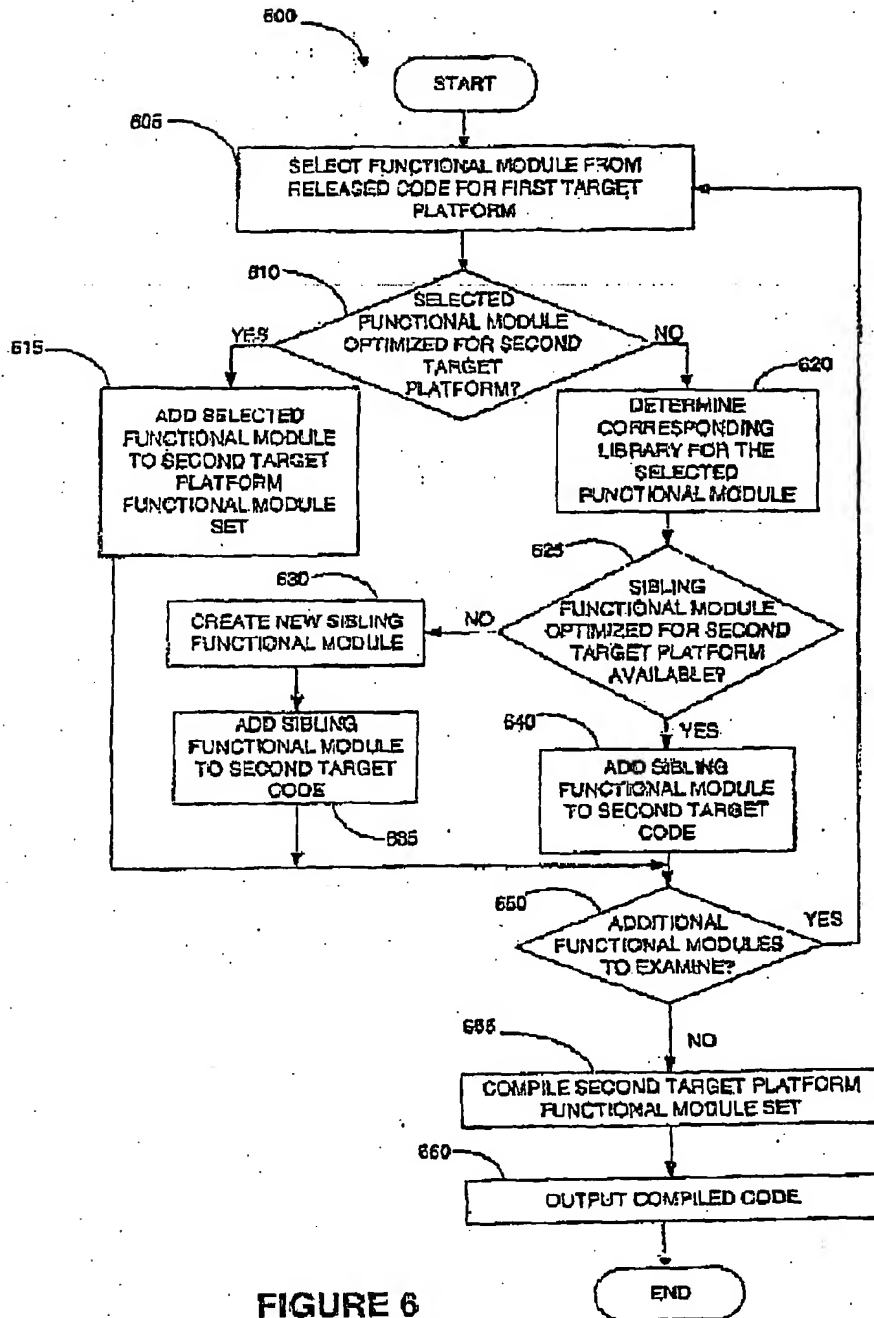 600
START
605
SELECT FUNCTIONAL MODULE FROM
RELEASED CODE FOR FIRST TARGET
PLATFORM
610
SELECTED
FUNCTIONAL MODULE
OPTIMIZED FOR SECOND
TARGET
PLATFORM?
YES
NO
615
ADD SELECTED
FUNCTIONAL MODULE
TO SECOND TARGET
PLATFORM
FUNCTIONAL MODULE
SET
620
DETERMINE
CORRESPONDING
LIBRARY FOR THE
SELECTED
FUNCTIONAL MODULE
625
SIBLING
FUNCTIONAL MODULE
OPTIMIZED FOR SECOND
TARGET PLATFORM
AVAILABLE?
NO
630
CREATE NEW SIBLING
FUNCTIONAL MODULE
ADD SIBLING
FUNCTIONAL MODULE
TO SECOND TARGET
CODE
635
YES
640
ADD SIBLING
FUNCTIONAL MODULE
TO SECOND TARGET
CODE
650
ADDITIONAL
FUNCTIONAL MODULES
TO EXAMINE?
YES
NO
655
COMPILE SECOND TARGET PLATFORM
FUNCTIONAL MODULE SET
660
OUTPUT COMPILED CODE
END
FIGURE 6